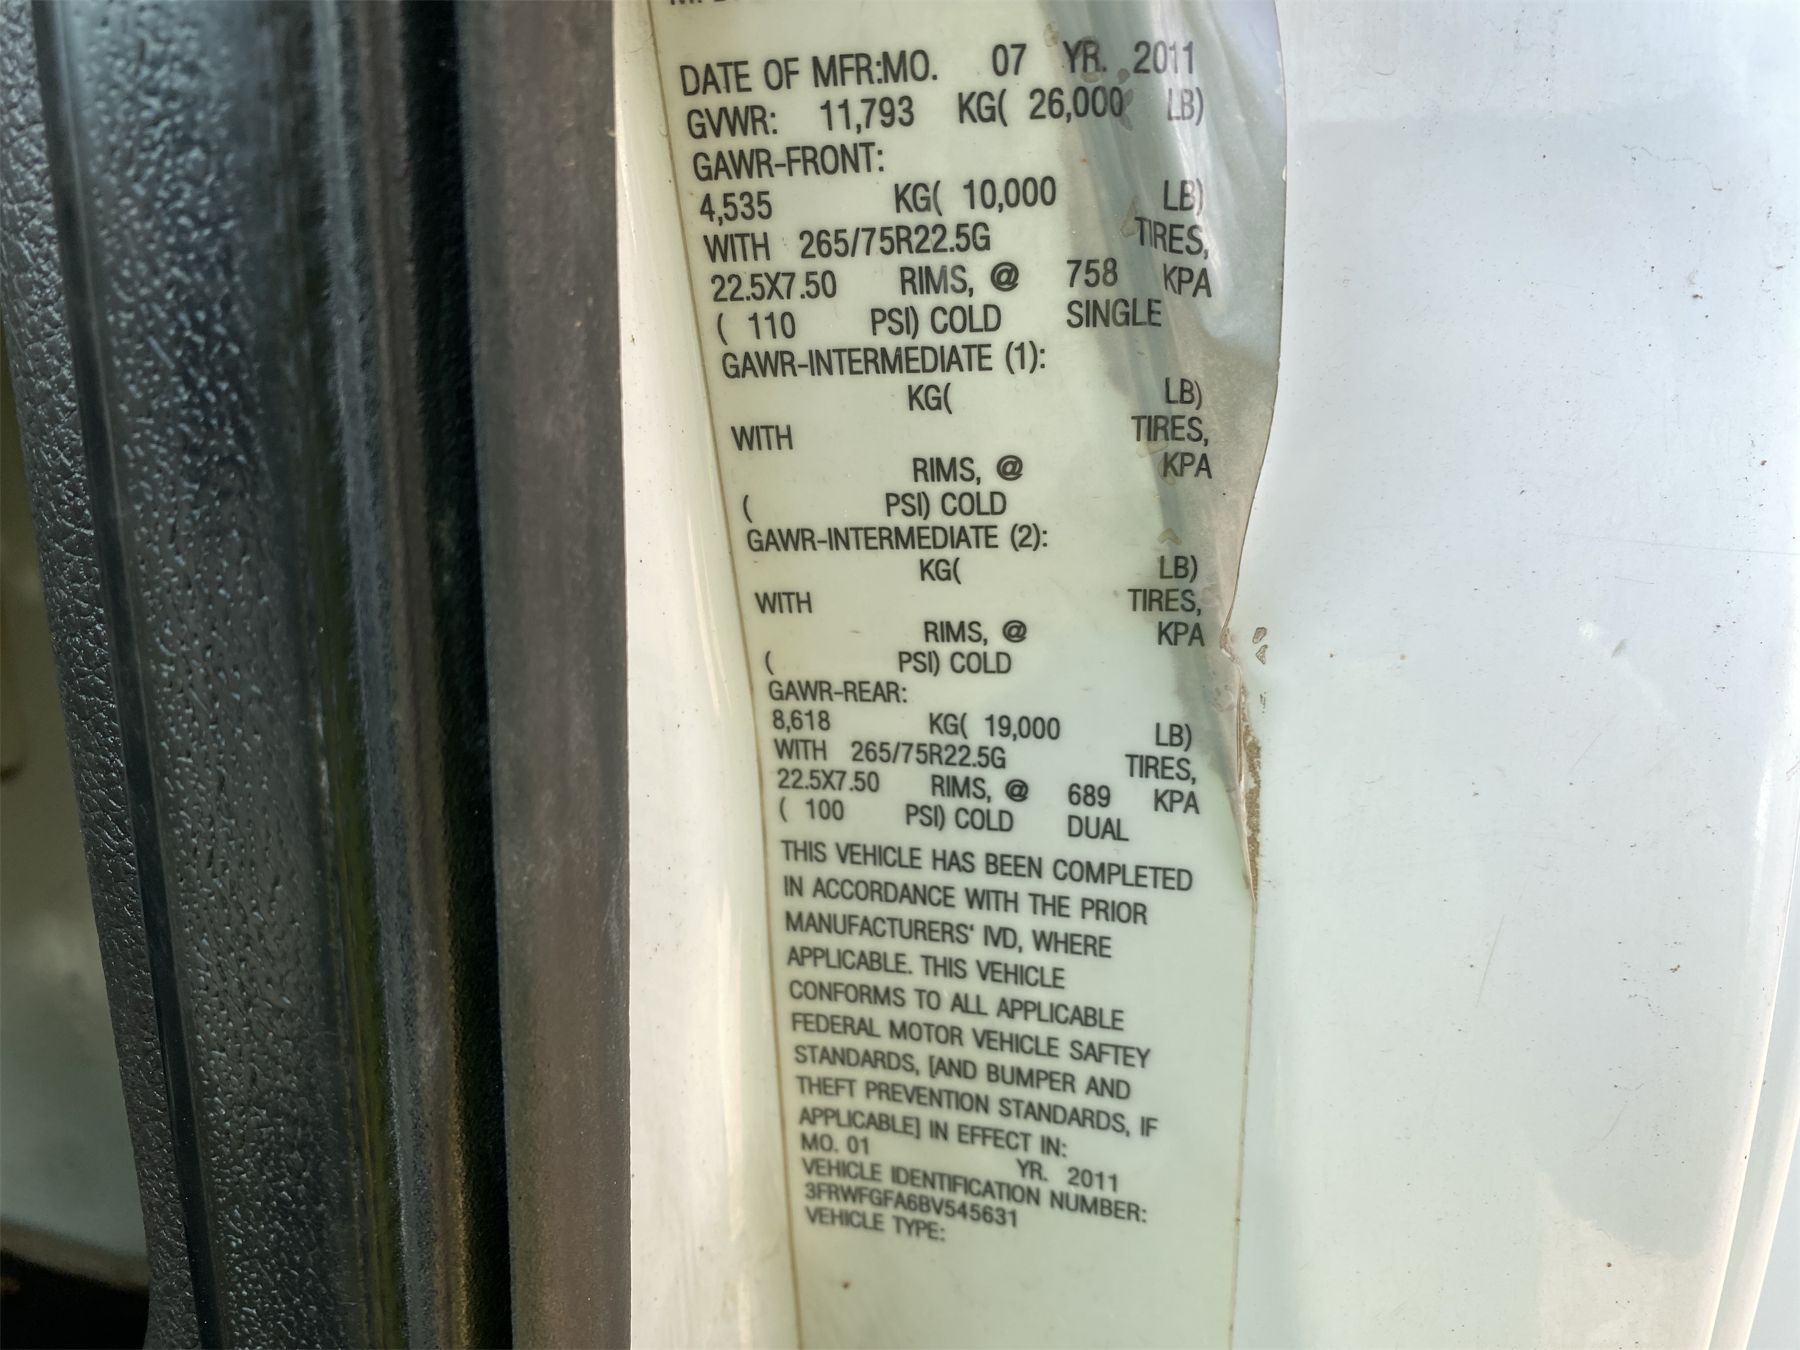 DATE OF MFR:MO. 07 YR. 2011
GVWR: 11,793 KG( 26,000 LB)
GAWR-FRONT:
4,535 KG( 10,000 LB)
WITH 265/75R22.5G TIRES,
22.5X7.50 RIMS, @ 758 KPA
( 110 PSI) COLD SINGLE
GAWR-INTERMEDIATE (1):
KG( LB)
WITH TIRES,
RIMS, @ KPA
( PSI) COLD
GAWR-INTERMEDIATE (2):
KG( LB)
WITH TIRES,
RIMS, @ KPA
( PSI) COLD
GAWR-REAR:
8,618 KG( 19,000 LB)
WITH 265/75R22.5G TIRES,
22.5X7.50 RIMS, @ 689 KPA
( 100 PSI) COLD DUAL
THIS VEHICLE HAS BEEN COMPLETED
IN ACCORDANCE WITH THE PRIOR
MANUFACTURERS' IVD, WHERE
APPLICABLE. THIS VEHICLE
CONFORMS TO ALL APPLICABLE
FEDERAL MOTOR VEHICLE SAFTEY
STANDARDS, [AND BUMPER AND
THEFT PREVENTION STANDARDS, IF
APPLICABLE] IN EFFECT IN:
MO. 01 YR. 2011
VEHICLE IDENTIFICATION NUMBER:
3FRWFGFA6BV545631
VEHICLE TYPE: